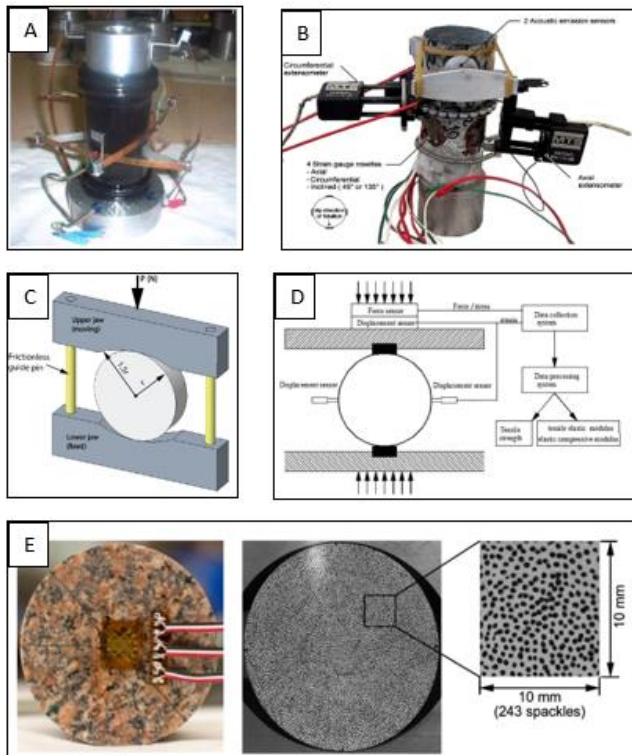 A
B
2 Acoustic emission sensors
Circumferential
extensometer
4 Strain gauge rosettes
- Axial
- Circumferential
- Inclined (45° or 135°)
Axial
extensometer
C
P (N)
Upper jaw
(moving)
Frictionless
guide pin
1.5r
r
Lower jaw
(fixed)
D
Force sensor
Displacement sensor
Force / stress
strain
Data collection
system
Displacement sensor
Displacement
sensor
Data processing
system
Tensile
strength
tensile elastic modulus
elastic compressive modulus
E
10 mm
10 mm
(243 spackles)